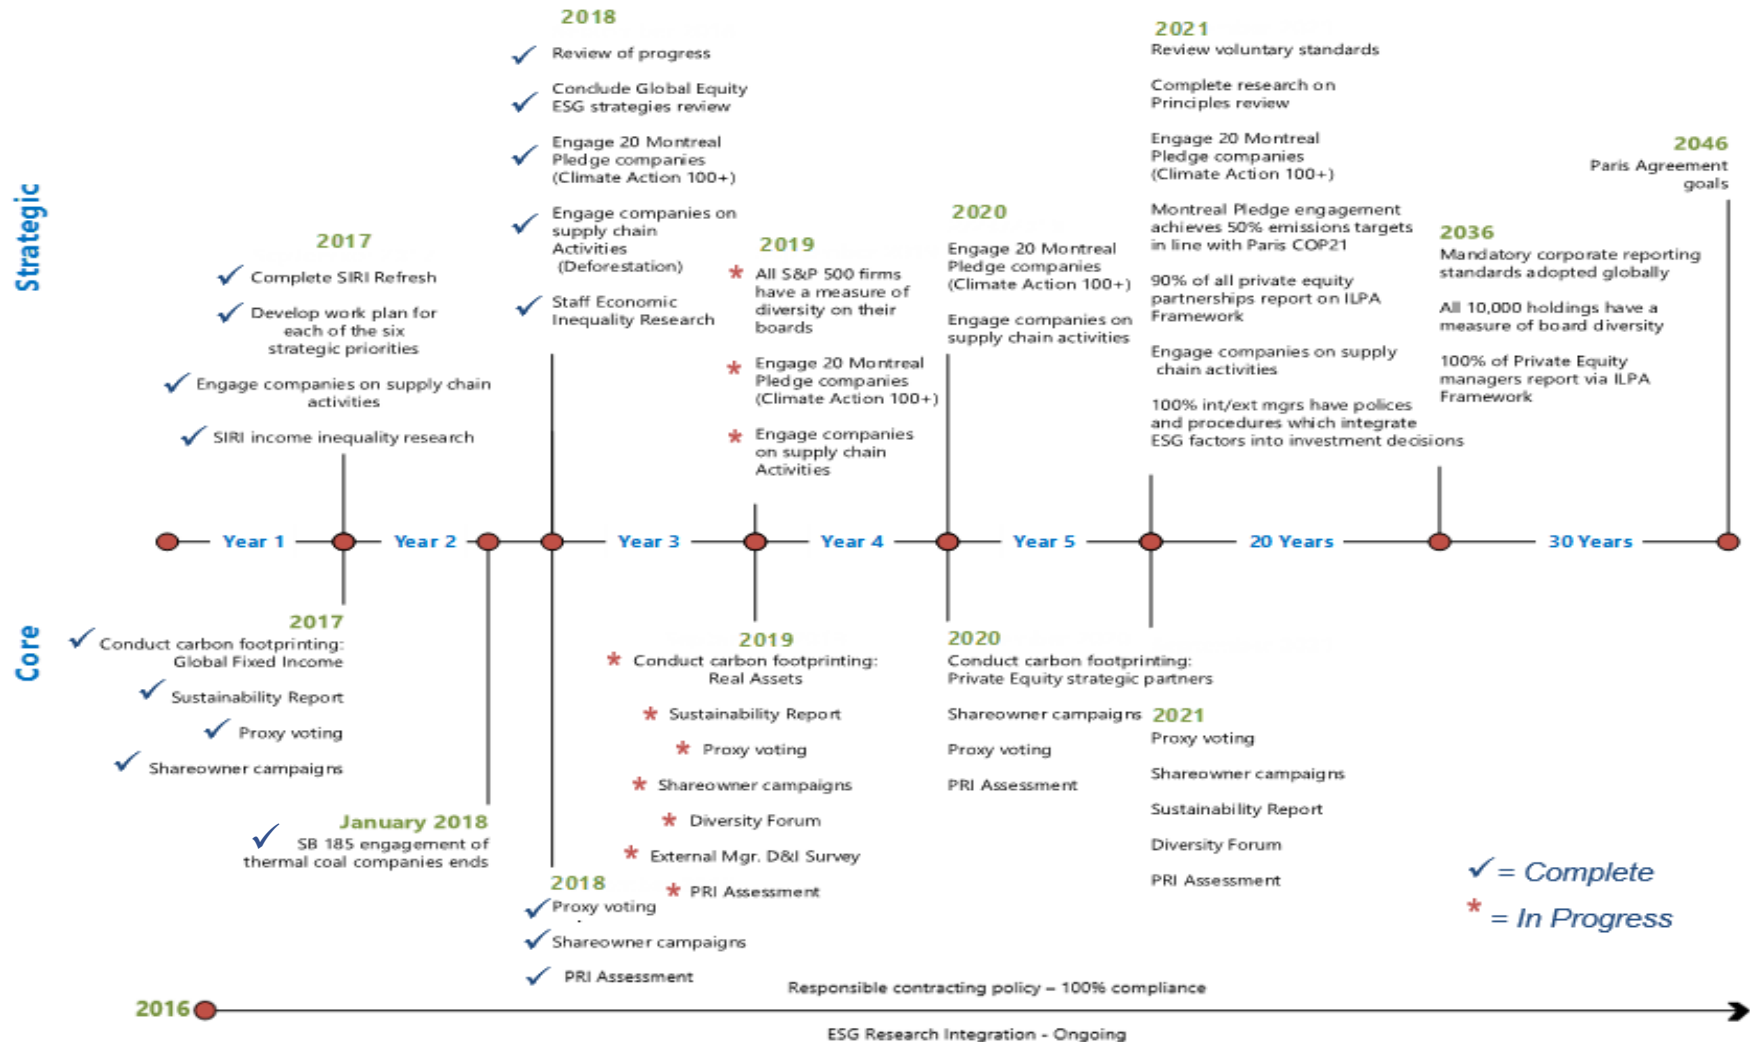 Strategic
2017
✓ Complete SIRI Refresh
✓ Develop work plan for
each of the six
strategic priorities
✓ Engage companies on supply chain
activities
✓ SIRI income inequality research
2018
✓ Review of progress
✓ Conclude Global Equity
ESG strategies review
✓ Engage 20 Montreal
Pledge companies
(Climate Action 100+)
✓ Engage companies on
supply chain
Activities
(Deforestation)
✓ Staff Economic
Inequality Research
2019
* All S&P 500 firms
have a measure of
diversity on their
boards
* Engage 20 Montreal
Pledge companies
(Climate Action 100+)
* Engage companies
on supply chain
Activities
2020
Engage 20 Montreal
Pledge companies
(Climate Action 100+)
Engage companies on
supply chain activities
2021
Review voluntary standards
Complete research on
Principles review
Engage 20 Montreal
Pledge companies
(Climate Action 100+)
Montreal Pledge engagement
achieves 50% emissions targets
in line with Paris COP21
90% of all private equity
partnerships report on ILPA
Framework
Engage companies on supply
chain activities
100% int/ext mgrs have polices
and procedures which integrate
ESG factors into investment decisions
2036
Mandatory corporate reporting
standards adopted globally
All 10,000 holdings have a
measure of board diversity
100% of Private Equity
managers report via ILPA
Framework
2046
Paris Agreement
goals
Year 1
Year 2
Year 3
Year 4
Year 5
20 Years
30 Years
Core
2017
✓ Conduct carbon footprinting:
Global Fixed Income
✓ Sustainability Report
✓ Proxy voting
✓ Shareowner campaigns
January 2018
✓ SB 185 engagement of
thermal coal companies ends
2018
✓ Proxy voting
✓ Shareowner campaigns
✓ PRI Assessment
2019
* Conduct carbon footprinting:
Real Assets
* Sustainability Report
* Proxy voting
* Shareowner campaigns
* Diversity Forum
* External Mgr. D&I Survey
* PRI Assessment
2020
Conduct carbon footprinting:
Private Equity strategic partners
Shareowner campaigns
Proxy voting
PRI Assessment
2021
Proxy voting
Shareowner campaigns
Sustainability Report
Diversity Forum
PRI Assessment
✓ = Complete
* = In Progress
2016
Responsible contracting policy – 100% compliance
ESG Research Integration - Ongoing